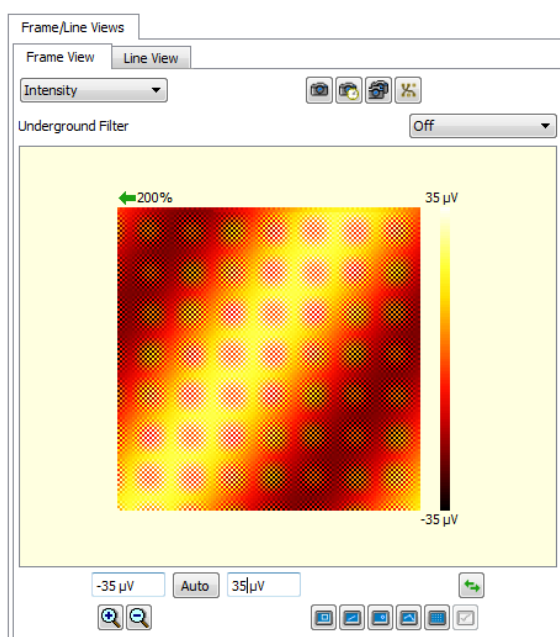 Frame/Line Views
Frame View
Line View
Intensity
Underground Filter
Off
200%
35 µV
-35 µV
-35 µV
Auto
35 µV